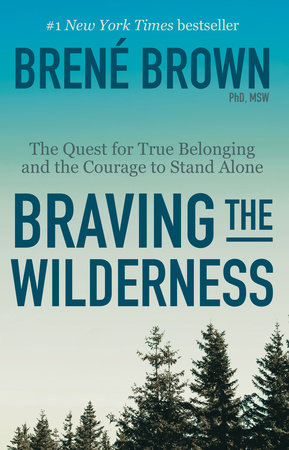 #1 New York Times bestseller
BRENÉ BROWN
PhD, MSW
The Quest for True Belonging
and the Courage to Stand Alone
BRAVING THE
WILDERNESS